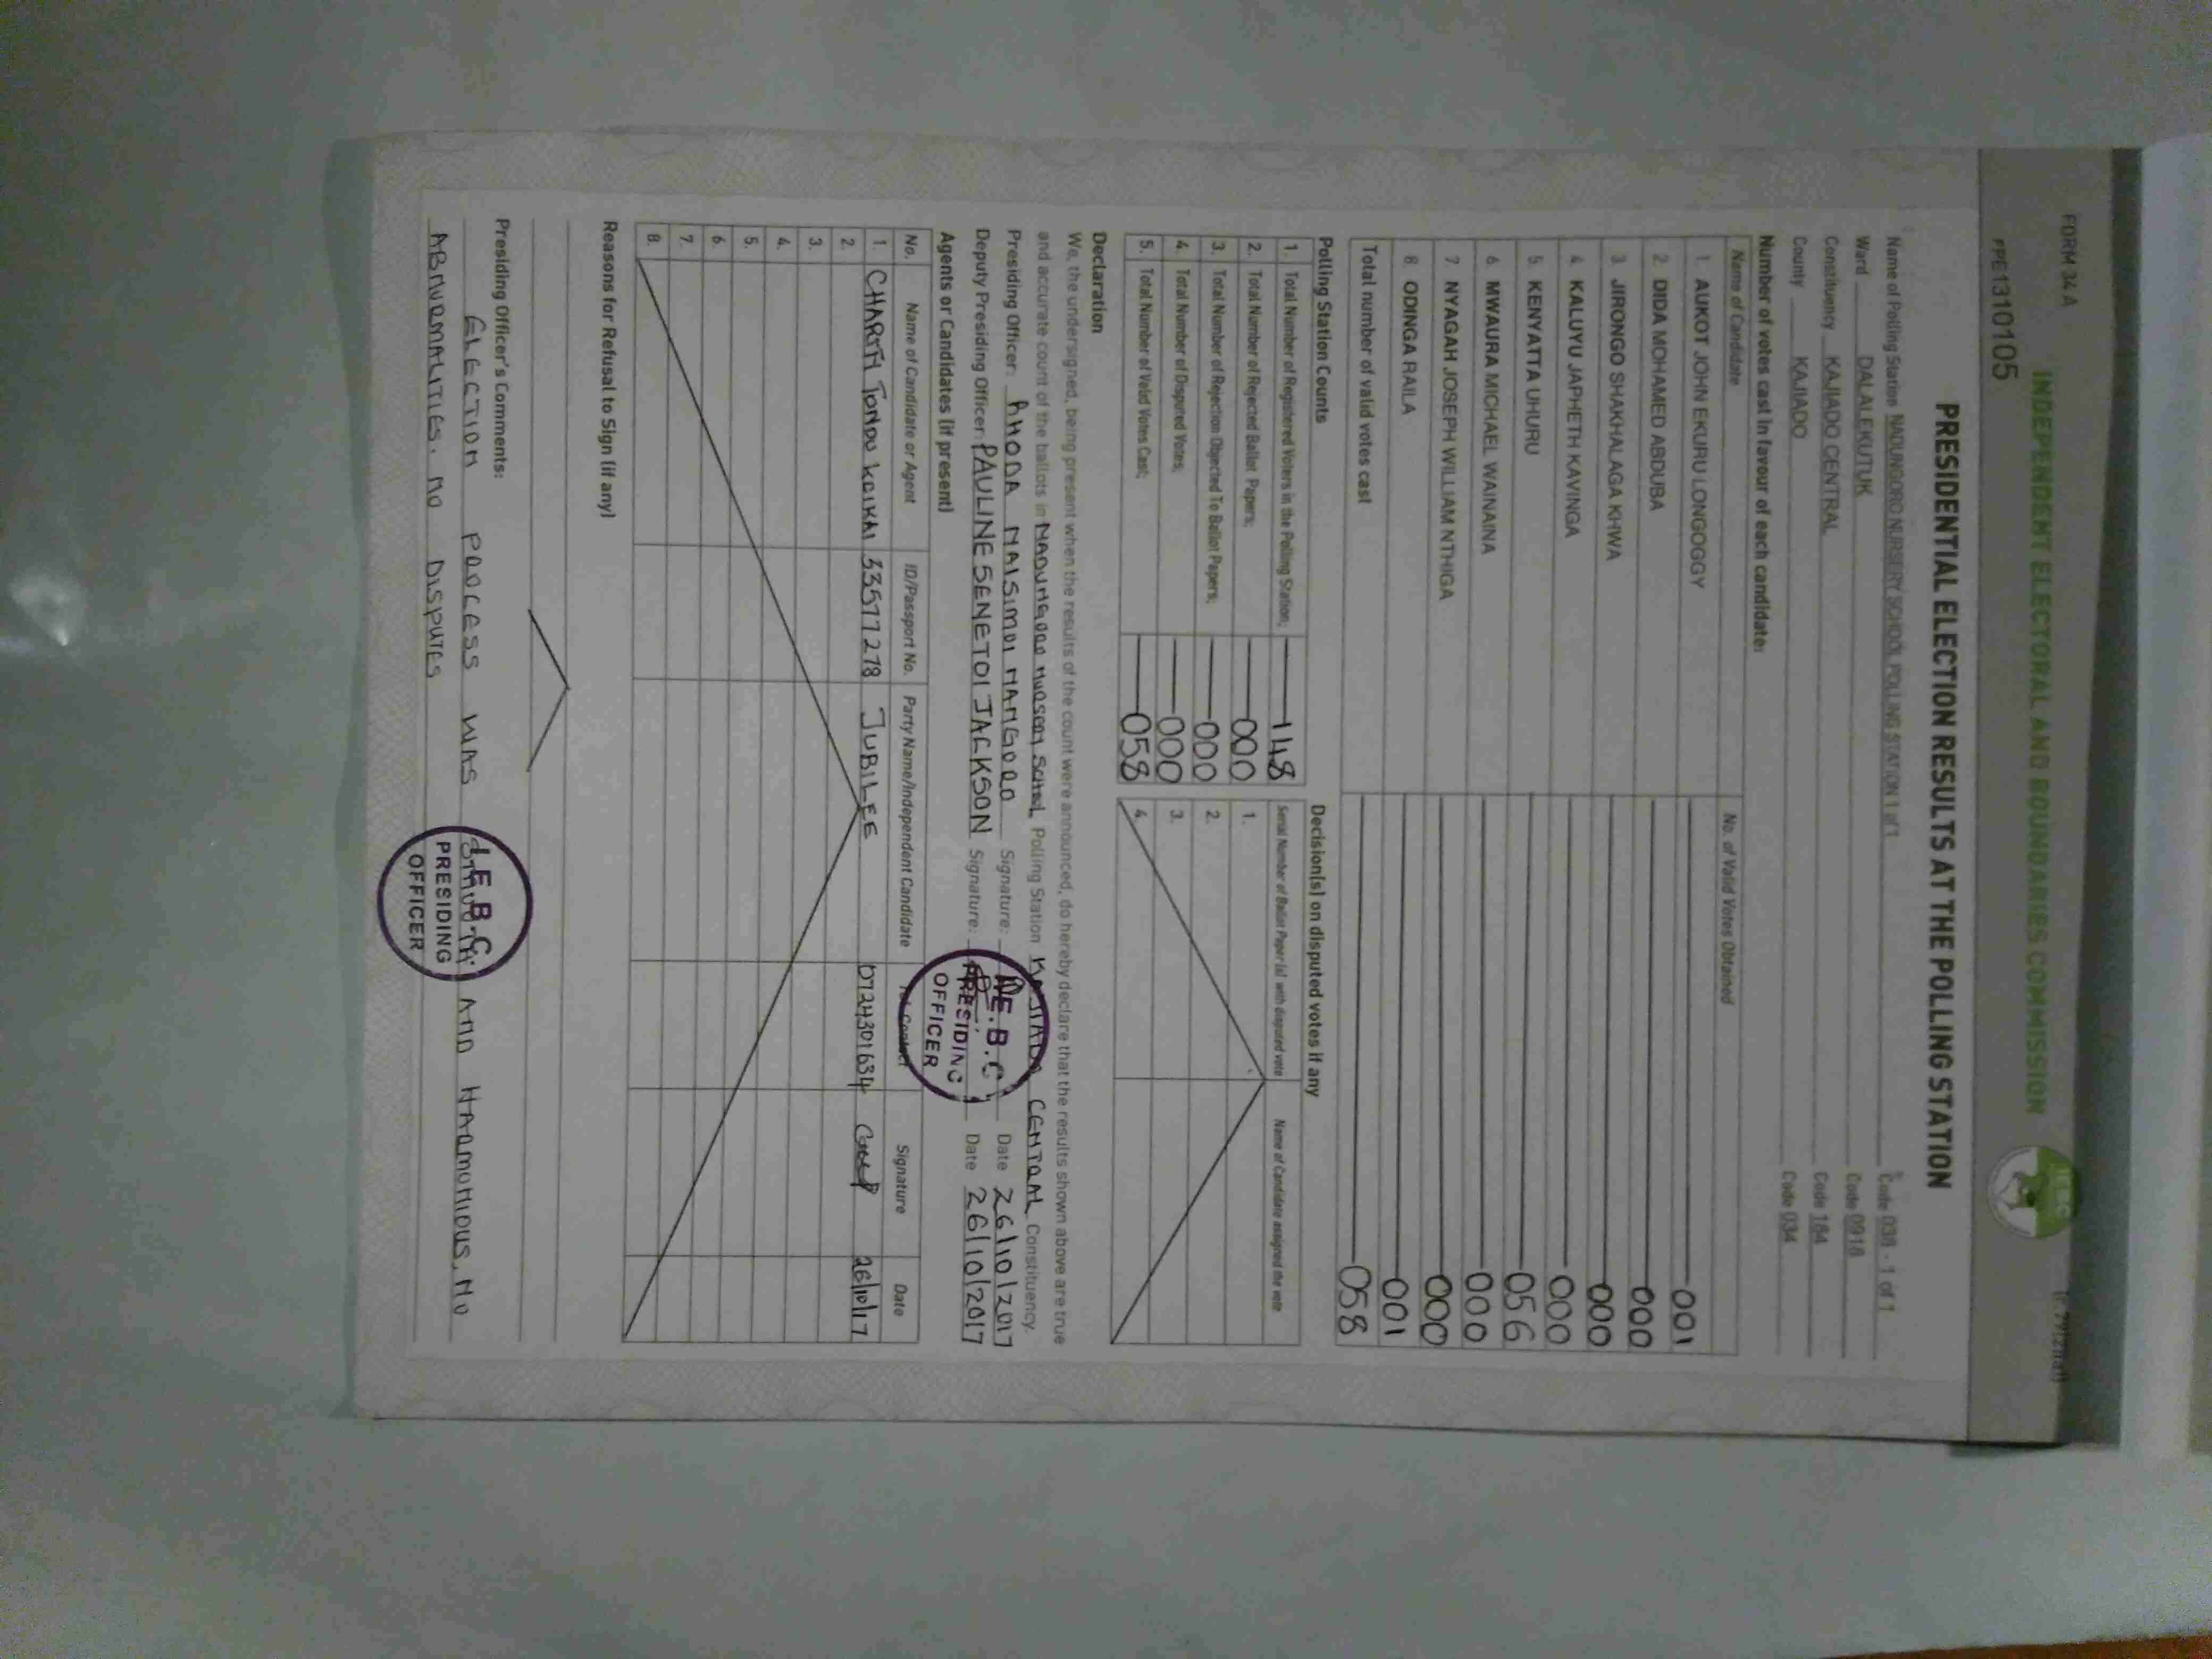 FORM 34 A
INDEPENDENT ELECTORAL AND BOUNDARIES COMMISSION
PPE1310105
IEBC
PRESIDENTIAL ELECTION RESULTS AT THE POLLING STATION
Name of Polling Station NADUNGORO NURSERY SCHOOL POLLING STATION 1 of 1 Code 038 - 1 of 1
Ward DALALEKUTUK Code 0918
Constituency KAJIADO CENTRAL Code 184
County KAJIADO Code 034
Number of votes cast in favour of each candidate:
Name of Candidate No. of Valid Votes Obtained
1. AUKOT JOHN EKURU LONGOGGY 001
2. DIDA MOHAMED ABDUBA 000
3. JIRONGO SHAKHALAGA KHWA 000
4. KALUYU JAPHETH KAVINGA 000
5. KENYATTA UHURU 056
6. MWAURA MICHAEL WAINAINA 000
7. NYAGAH JOSEPH WILLIAM NTHIGA 000
8. ODINGA RAILA 001
Total number of valid votes cast 058
Polling Station Counts
1. Total Number of Registered Voters in the Polling Station; 148
2. Total Number of Rejected Ballot Papers; 000
3. Total Number of Rejection Objected To Ballot Papers; 000
4. Total Number of Disputed Votes; 000
5. Total Number of Valid Votes Cast; 058
Decision(s) on disputed votes if any
Serial Number of Ballot Paper (s) with disputed vote Name of Candidate assigned the vote
1.
2.
3.
4.
Declaration
We, the undersigned, being present when the results of the count were announced, do hereby declare that the results shown above are true
and accurate count of the ballots in NADUNGORO NURSERY School Polling Station KAJIADO CENTRAL Constituency.
Presiding Officer: RHODA NAISIMOI NANGORO Signature: Date 26/10/2017
Deputy Presiding Officer: PAULINE SENETOI JACKSON Signature: Date 26/10/2017
I.E.B.C
PRESIDING
OFFICER
Agents or Candidates (if present)
No. Name of Candidate or Agent ID/Passport No. Party Name/Independent Candidate Tel. Contact Signature Date
1. CHARITY TONOU KOIKAI 33577278 JUBILEE 0724301634 26/10/17
2.
3.
4.
5.
6.
7.
8.
Reasons for Refusal to Sign (if any)
Presiding Officer's Comments:
ELECTION PROCESS WAS SMOOTH AND HARMONIOUS, NO
ABNORMALITIES. NO DISPUTES
I.E.B.C.
PRESIDING
OFFICER